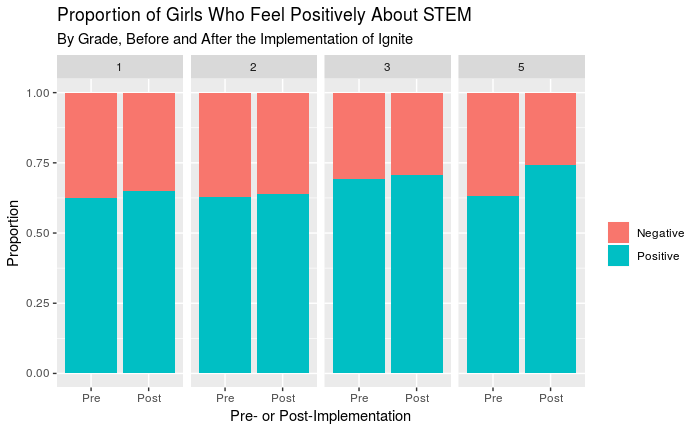 Proportion of Girls Who Feel Positively About STEM
By Grade, Before and After the Implementation of Ignite
1 2 3 5
1.00
0.75
0.50
0.25
0.00
Proportion
Negative
Positive
Pre Post Pre Post Pre Post Pre Post
Pre- or Post-Implementation